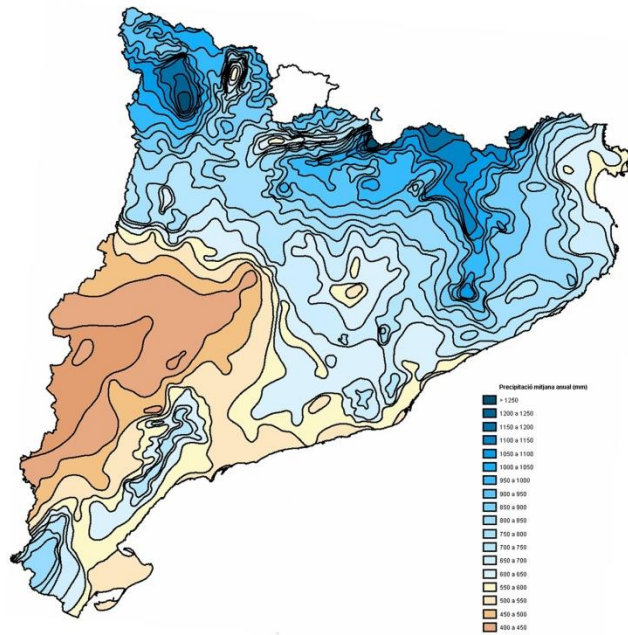 Precipitació mitjana anual (mm)
> 1250
1200 a 1250
1150 a 1200
1100 a 1150
1050 a 1100
1000 a 1050
950 a 1000
900 a 950
850 a 900
800 a 850
750 a 800
700 a 750
650 a 700
600 a 650
550 a 600
500 a 550
450 a 500
400 a 450